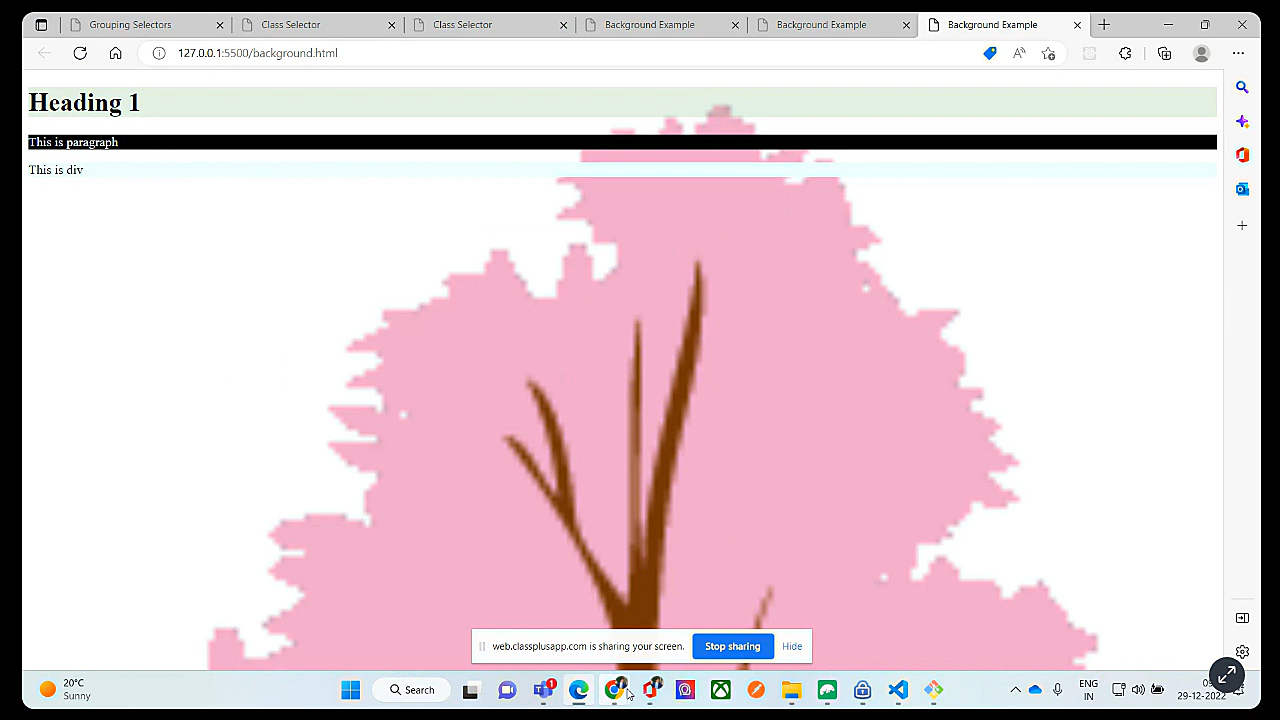 Grouping Selectors
Class Selector
Class Selector
Background Example
Background Example
Background Example
127.0.0.1:5500/background.html
Heading 1
This is paragraph
This is div
web.classplusapp.com is sharing your screen.
Stop sharing
Hide
20°C
Sunny
Search
1
ENG
IN
29-12-2022